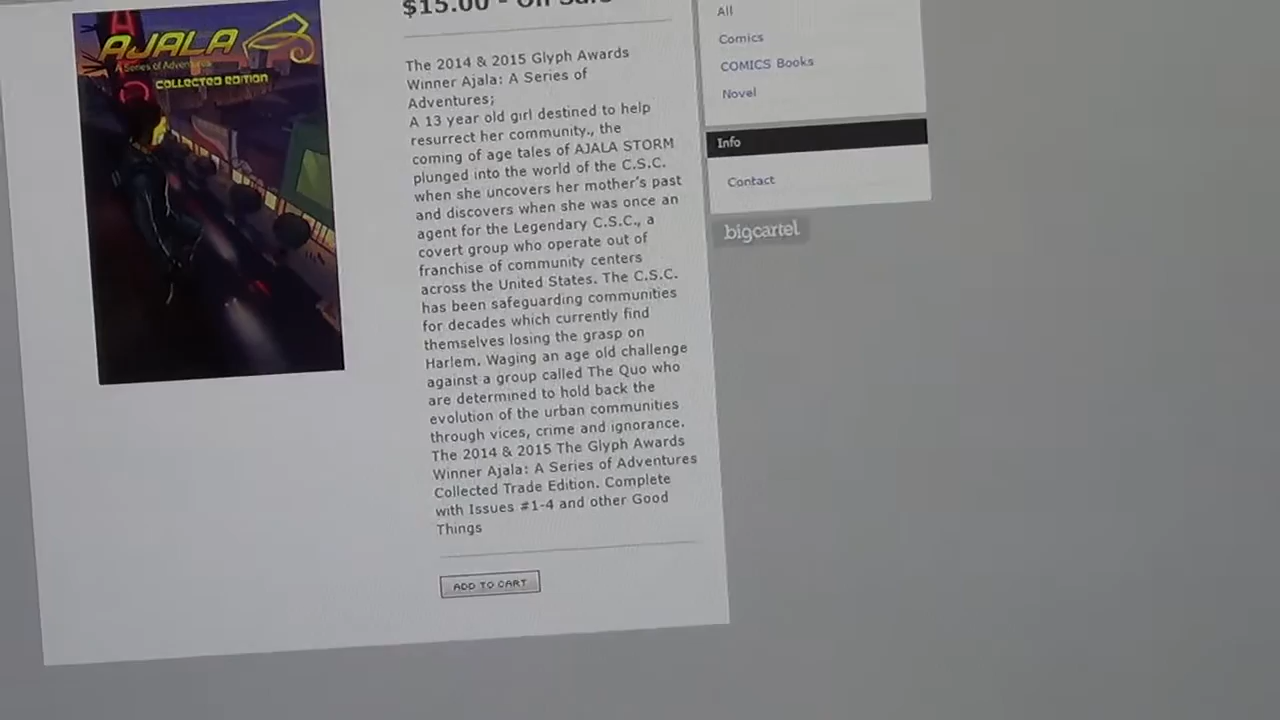 AJALA
A Series of Adventures
COLLECTED EDITION
$15.00 - On Sale
The 2014 & 2015 Glyph Awards
Winner Ajala: A Series of
Adventures;
A 13 year old girl destined to help
resurrect her community., the
coming of age tales of AJALA STORM
plunged into the world of the C.S.C.
when she uncovers her mother's past
and discovers when she was once an
agent for the Legendary C.S.C., a
covert group who operate out of
franchise of community centers
across the United States. The C.S.C.
has been safeguarding communities
for decades which currently find
themselves losing the grasp on
Harlem. Waging an age old challenge
against a group called The Quo who
are determined to hold back the
evolution of the urban communities
through vices, crime and ignorance.
The 2014 & 2015 The Glyph Awards
Winner Ajala: A Series of Adventures
Collected Trade Edition. Complete
with Issues #1-4 and other Good
Things
ADD TO CART
All
Comics
COMICS Books
Novel
Info
Contact
bigcartel